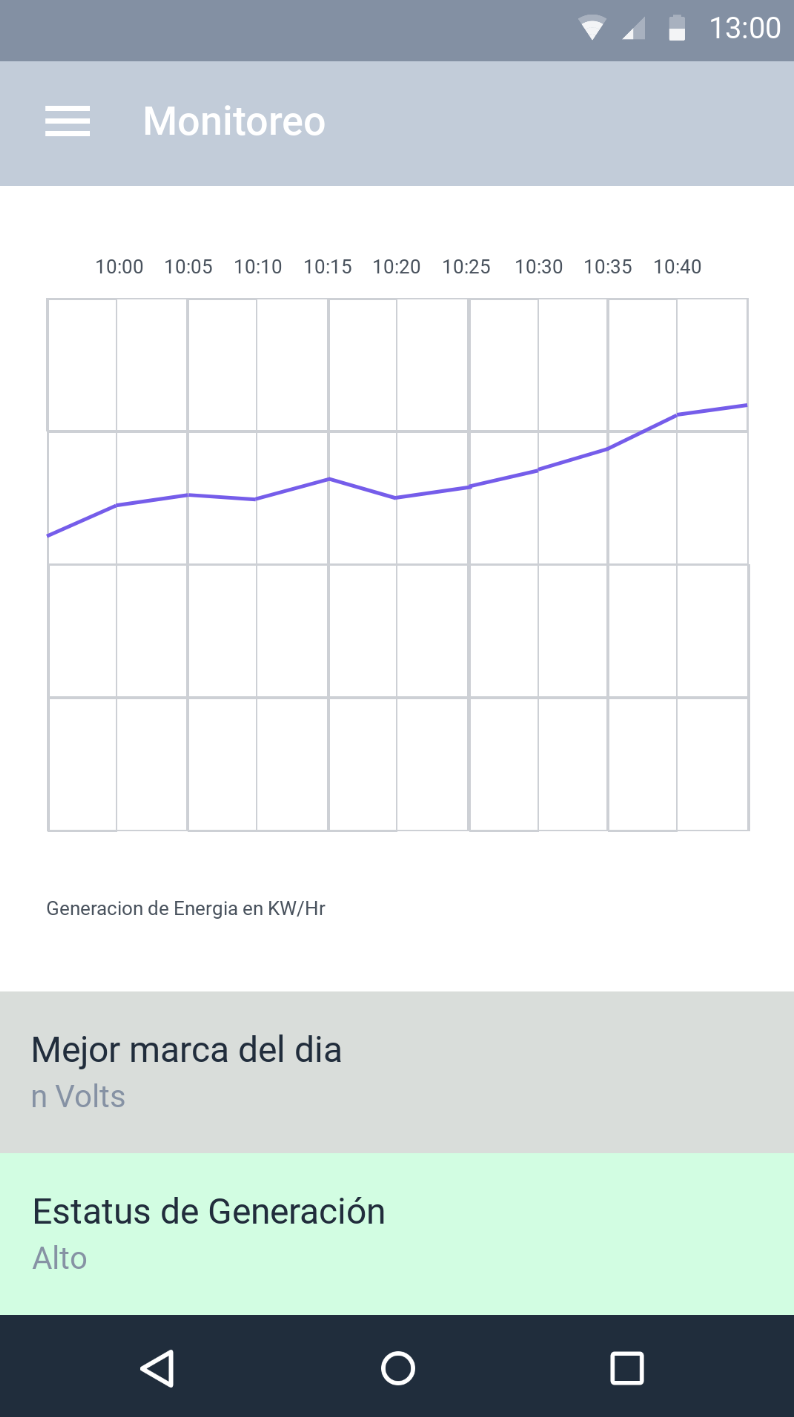 13:00
Monitoreo
10:00 10:05 10:10 10:15 10:20 10:25 10:30 10:35 10:40
Generacion de Energia en KW/Hr
Mejor marca del dia
n Volts
Estatus de Generación
Alto